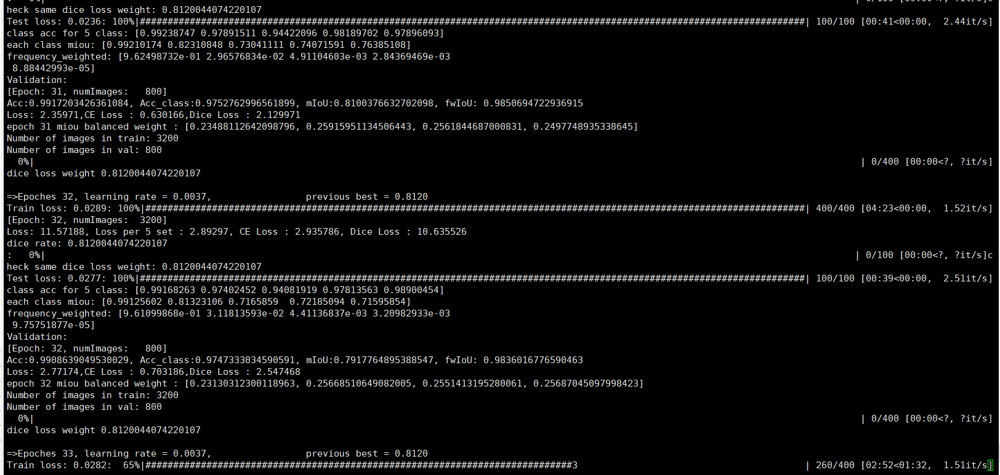 :   0%|                    | 0/100 [00:00<?, ?it/s]c
heck same dice loss weight: 0.8120044074220107
Test loss: 0.0236: 100%|########################################################################################################################| 100/100 [00:41<00:00,  2.44it/s]
class acc for 5 class: [0.99238747 0.97891511 0.94422096 0.98189702 0.97896093]
each class miou: [0.99210174 0.82310848 0.73041111 0.74071591 0.76385108]
frequency_weighted: [9.62498732e-01 2.96576834e-02 4.91104603e-03 2.84369469e-03
 8.88442993e-05]
Validation:
[Epoch: 31, numImages:   800]
Acc:0.9917203426361084, Acc_class:0.9752762996561899, mIoU:0.8100376632702098, fwIoU: 0.9850694722936915
Loss: 2.35971,CE Loss : 0.630166,Dice Loss : 2.129971
epoch 31 miou balanced weight : [0.23488112642098796, 0.25915951134506443, 0.2561844687000831, 0.2497748935338645]
Number of images in train: 3200
Number of images in val: 800
  0%|                    | 0/400 [00:00<?, ?it/s]
dice loss weight 0.8120044074220107
=>Epoches 32, learning rate = 0.0037,                 previous best = 0.8120
Train loss: 0.0289: 100%|#######################################################################################################################| 400/400 [04:23<00:00,  1.52it/s]
[Epoch: 32, numImages:  3200]
Loss: 11.57188, Loss per 5 set : 2.89297, CE Loss : 2.935786, Dice Loss : 10.635526
dice rate: 0.8120044074220107
:   0%|                    | 0/100 [00:00<?, ?it/s]c
heck same dice loss weight: 0.8120044074220107
Test loss: 0.0277: 100%|########################################################################################################################| 100/100 [00:39<00:00,  2.51it/s]
class acc for 5 class: [0.99168263 0.97402452 0.94081919 0.97813563 0.98900454]
each class miou: [0.99125602 0.81323106 0.7165859  0.72185094 0.71595854]
frequency_weighted: [9.61099868e-01 3.11813593e-02 4.41136837e-03 3.20982933e-03
 9.75751877e-05]
Validation:
[Epoch: 32, numImages:   800]
Acc:0.9908639049530029, Acc_class:0.9747333034590591, mIoU:0.7917764895388547, fwIoU: 0.9836016776590463
Loss: 2.77174,CE Loss : 0.703186,Dice Loss : 2.547468
epoch 32 miou balanced weight : [0.23130312300118963, 0.25668510649082005, 0.2551413195280061, 0.25687045097998423]
Number of images in train: 3200
Number of images in val: 800
  0%|                    | 0/400 [00:00<?, ?it/s]
dice loss weight 0.8120044074220107
=>Epoches 33, learning rate = 0.0037,                 previous best = 0.8120
Train loss: 0.0282:  65%|#############################################################################3                    | 260/400 [02:52<01:32,  1.51it/s]